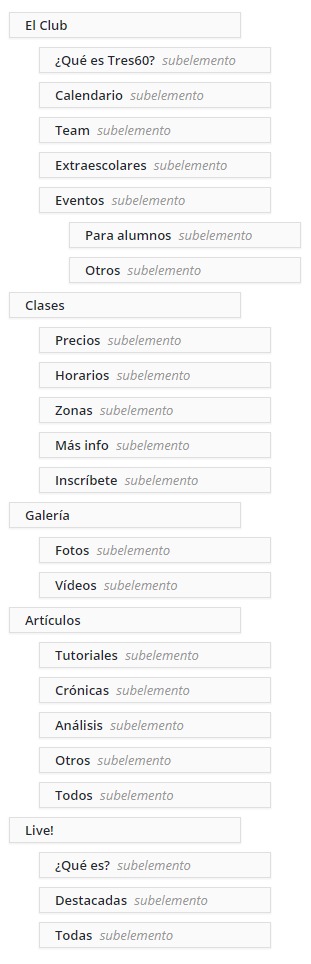 El Club
¿Qué es Tres60? subelemento
Calendario subelemento
Team subelemento
Extraescolares subelemento
Eventos subelemento
Para alumnos subelemento
Otros subelemento
Clases
Precios subelemento
Horarios subelemento
Zonas subelemento
Más info subelemento
Inscríbete subelemento
Galería
Fotos subelemento
Vídeos subelemento
Artículos
Tutoriales subelemento
Crónicas subelemento
Análisis subelemento
Otros subelemento
Todos subelemento
Live!
¿Qué es? subelemento
Destacadas subelemento
Todas subelemento